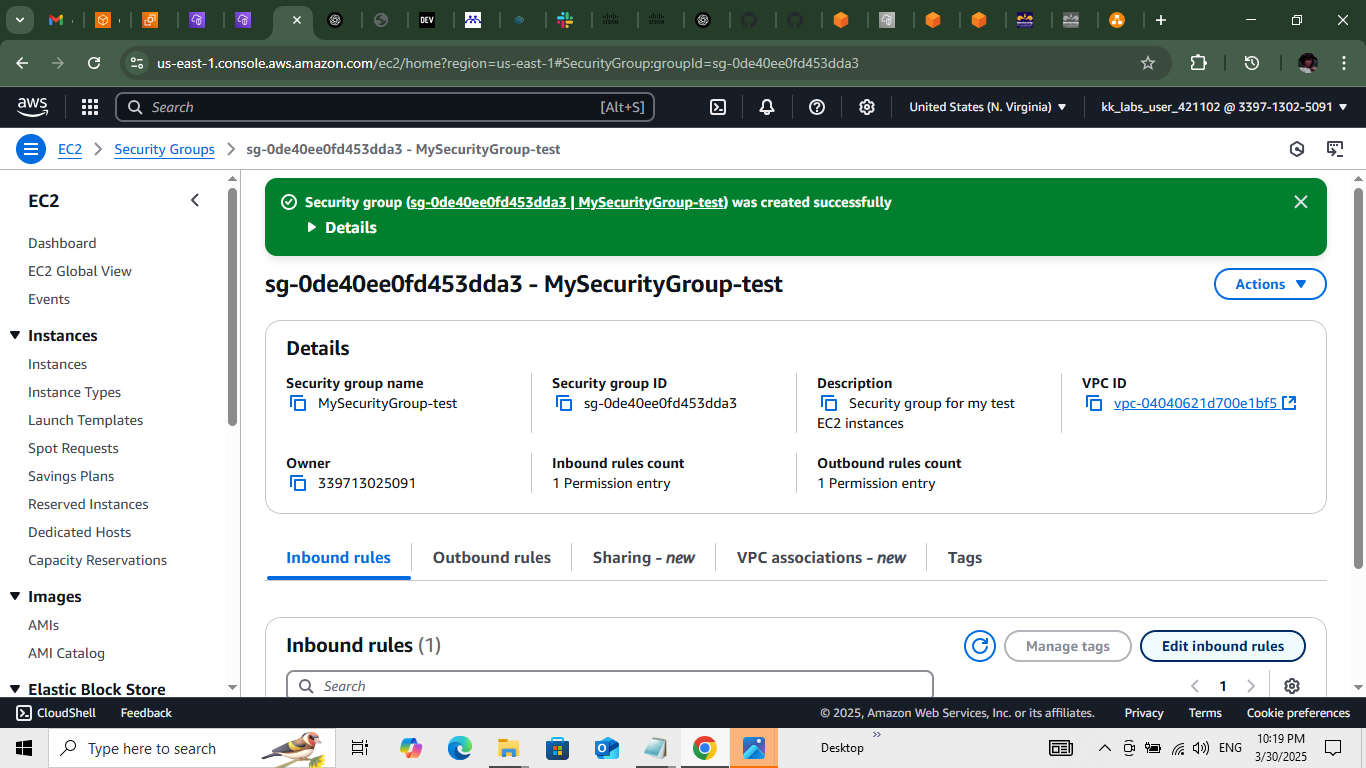 DEV
us-east-1.console.aws.amazon.com/ec2/home?region=us-east-1#SecurityGroup:groupId=sg-0de40ee0fd453dda3
aws
Search
[Alt+S]
United States (N. Virginia)
kk_labs_user_421102 @ 3397-1302-5091
EC2
Security Groups
sg-0de40ee0fd453dda3 - MySecurityGroup-test
EC2
Dashboard
EC2 Global View
Events
Instances
Instances
Instance Types
Launch Templates
Spot Requests
Savings Plans
Reserved Instances
Dedicated Hosts
Capacity Reservations
Images
AMIs
AMI Catalog
Elastic Block Store
Security group (sg-0de40ee0fd453dda3 | MySecurityGroup-test) was created successfully
Details
sg-0de40ee0fd453dda3 - MySecurityGroup-test
Actions
Details
Security group name
MySecurityGroup-test
Security group ID
sg-0de40ee0fd453dda3
Description
Security group for my test
EC2 instances
VPC ID
vpc-04040621d700e1bf5
Owner
339713025091
Inbound rules count
1 Permission entry
Outbound rules count
1 Permission entry
Inbound rules
Outbound rules
Sharing - new
VPC associations - new
Tags
Inbound rules (1)
Manage tags
Edit inbound rules
Search
1
CloudShell
Feedback
© 2025, Amazon Web Services, Inc. or its affiliates.
Privacy
Terms
Cookie preferences
Type here to search
Desktop
ENG
10:19 PM
3/30/2025